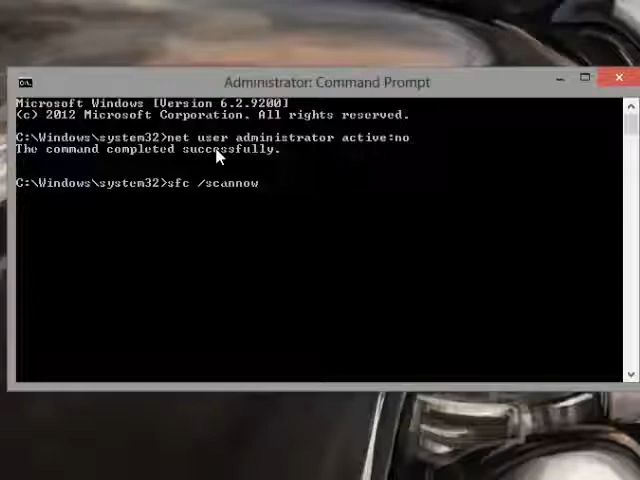 Administrator: Command Prompt
Microsoft Windows [Version 6.2.9200]
(c) 2012 Microsoft Corporation. All rights reserved.
C:\Windows\system32>net user administrator active:no
The command completed successfully.
C:\Windows\system32>sfc /scannow